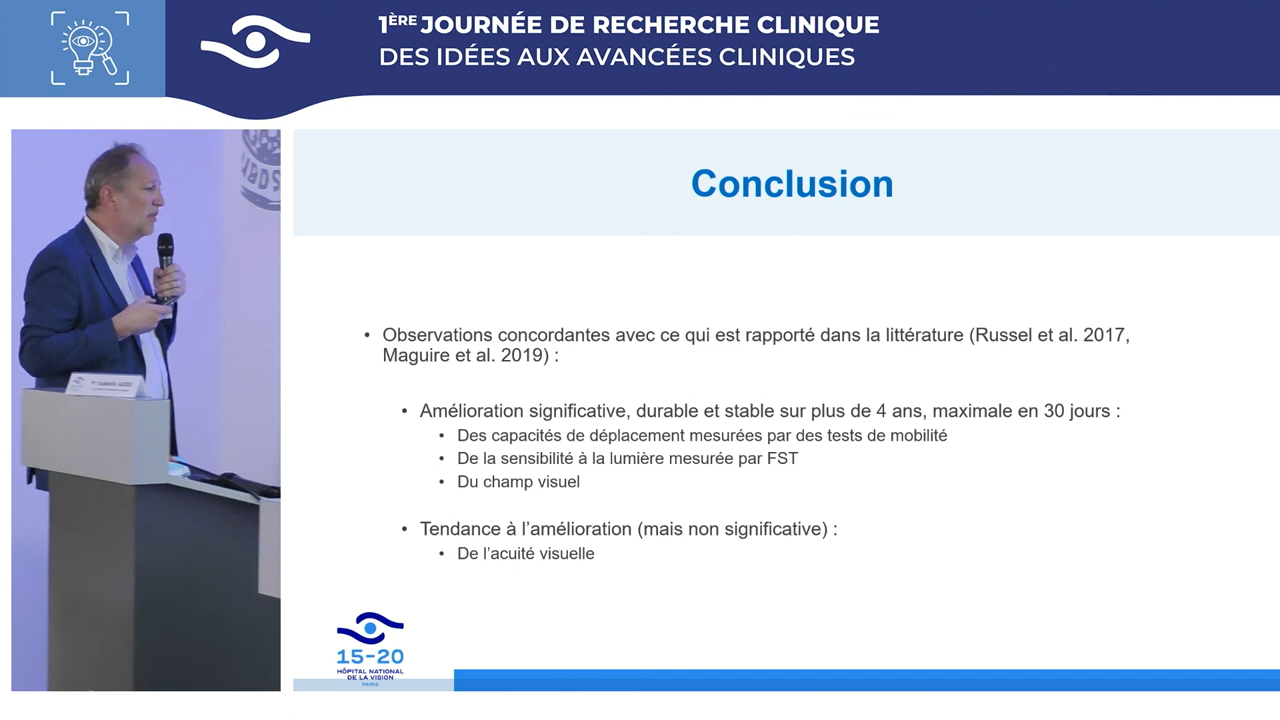 1ÈRE JOURNÉE DE RECHERCHE CLINIQUE
DES IDÉES AUX AVANCÉES CLINIQUES
Conclusion
• Observations concordantes avec ce qui est rapporté dans la littérature (Russel et al. 2017,
Maguire et al. 2019) :
• Amélioration significative, durable et stable sur plus de 4 ans, maximale en 30 jours :
• Des capacités de déplacement mesurées par des tests de mobilité
• De la sensibilité à la lumière mesurée par FST
• Du champ visuel
• Tendance à l’amélioration (mais non significative) :
• De l’acuité visuelle
15-20
HÔPITAL NATIONAL
DE LA VISION
PARIS